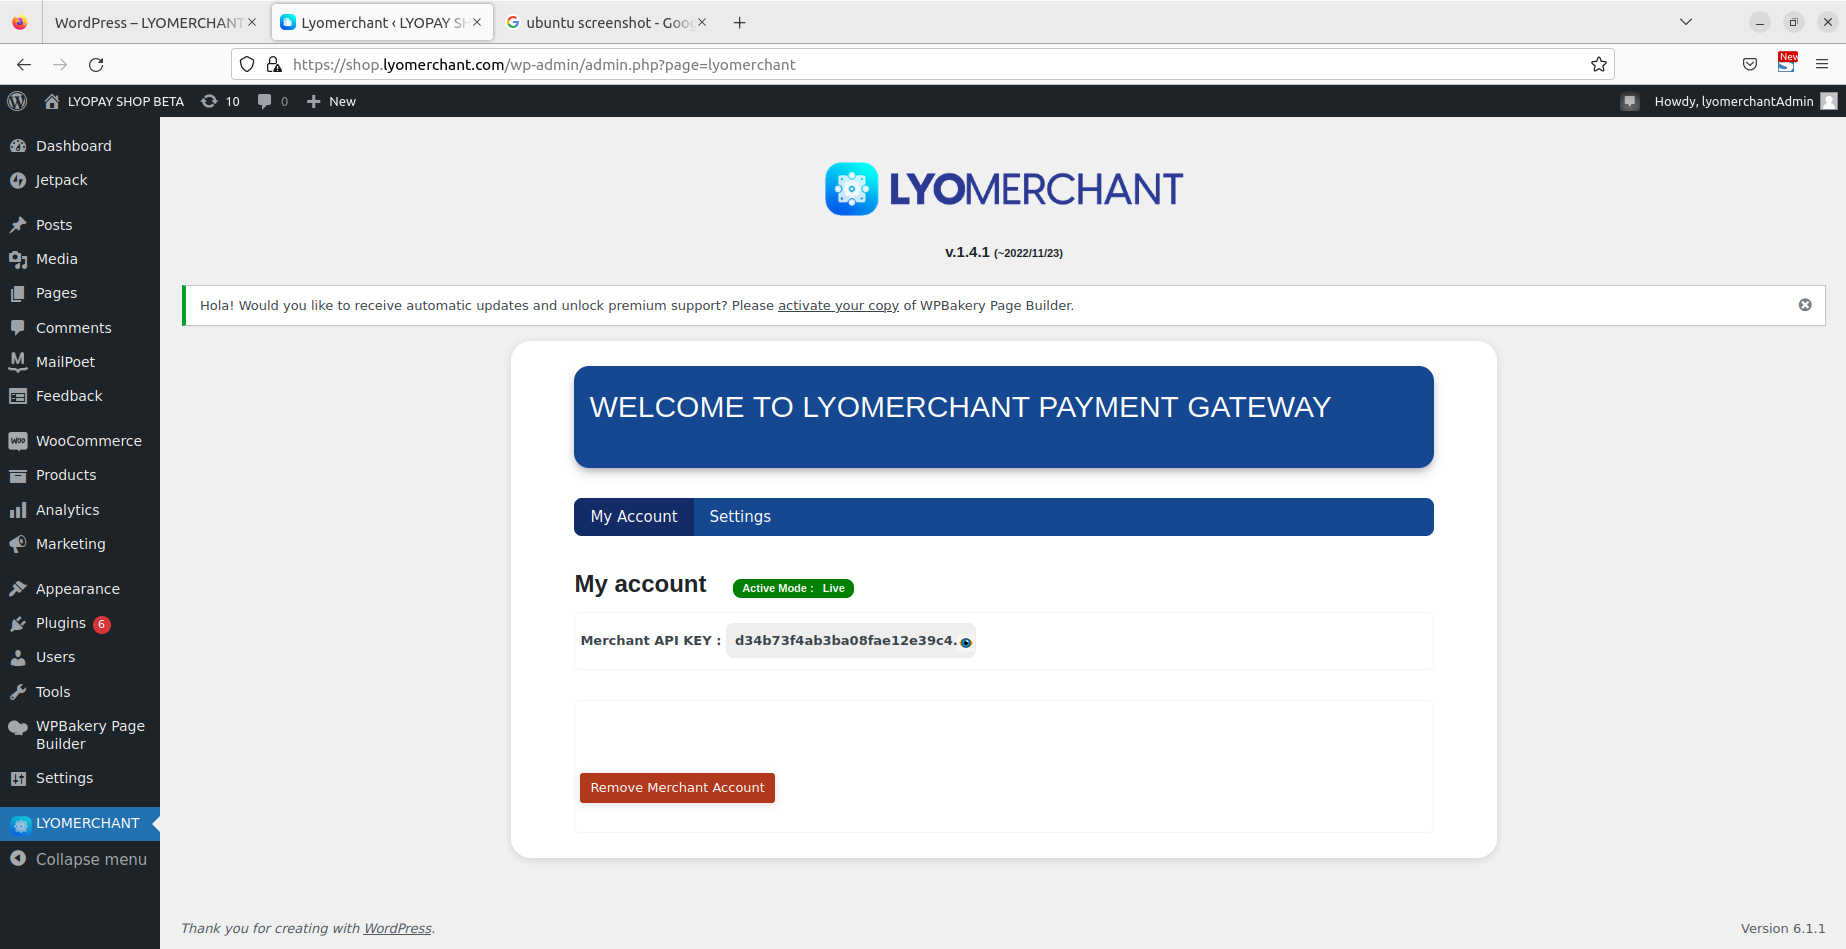 WordPress – LYOMERCHANT
Lyomerchant ‹ LYOPAY SH
ubuntu screenshot - Goog
https://shop.lyomerchant.com/wp-admin/admin.php?page=lyomerchant
New
LYOPAY SHOP BETA
10
0
New
Howdy, lyomerchantAdmin
Dashboard
Jetpack
Posts
Media
Pages
Comments
MailPoet
Feedback
WooCommerce
Products
Analytics
Marketing
Appearance
Plugins 6
Users
Tools
WPBakery Page
Builder
Settings
LYOMERCHANT
Collapse menu
LYOMERCHANT
v.1.4.1 (~2022/11/23)
Hola! Would you like to receive automatic updates and unlock premium support? Please activate your copy of WPBakery Page Builder.
WELCOME TO LYOMERCHANT PAYMENT GATEWAY
My Account
Settings
My account
Active Mode : Live
Merchant API KEY :
d34b73f4ab3ba08fae12e39c4.
Remove Merchant Account
Thank you for creating with WordPress.
Version 6.1.1